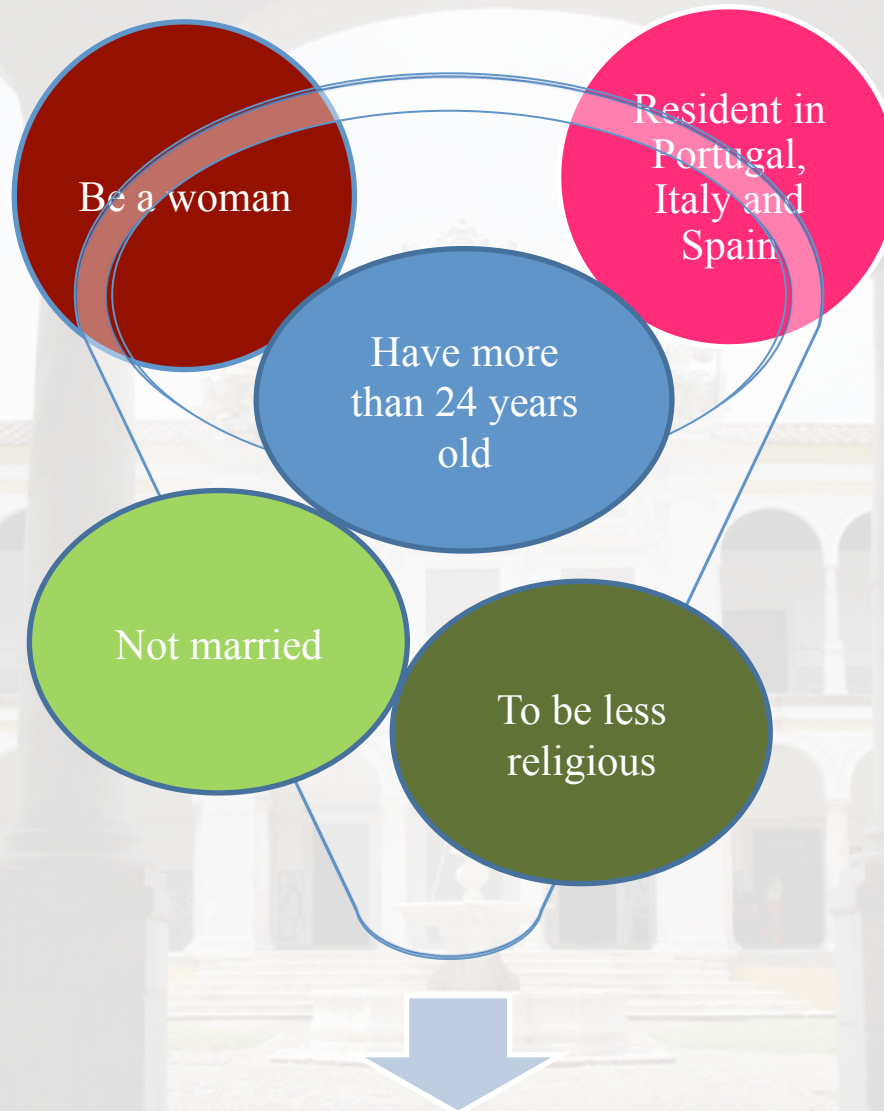 Be a woman
Resident in
Portugal,
Italy and
Spain
Have more
than 24 years
old
Not married
To be less
religious